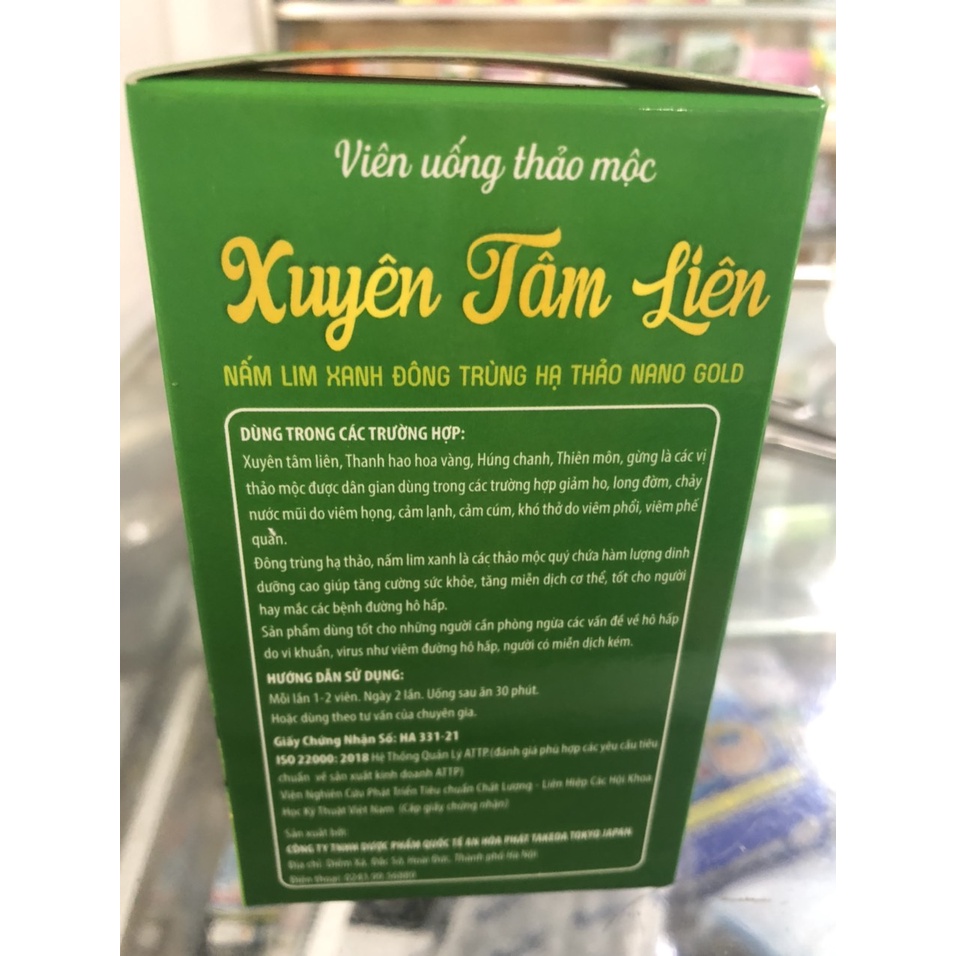 Viên uống thảo mộc
Xuyên Tâm Liên
NẤM LIM XANH ĐÔNG TRÙNG HẠ THẢO NANO GOLD
DÙNG TRONG CÁC TRƯỜNG HỢP:
Xuyên tâm liên, Thanh hao hoa vàng, Húng chanh, Thiên môn, gừng là các vị
thảo mộc được dân gian dùng trong các trường hợp giảm ho, long đờm, chảy
nước mũi do viêm họng, cảm lạnh, cảm cúm, khó thở do viêm phổi, viêm phế
quản.
Đông trùng hạ thảo, nấm lim xanh là các thảo mộc quý chứa hàm lượng dinh
dưỡng cao giúp tăng cường sức khỏe, tăng miễn dịch cơ thể, tốt cho người
hay mắc các bệnh đường hô hấp.
Sản phẩm dùng tốt cho những người cần phòng ngừa các vấn đề về hô hấp
do vi khuẩn, virus như viêm đường hô hấp, người có miễn dịch kém.
HƯỚNG DẪN SỬ DỤNG:
Mỗi lần 1-2 viên. Ngày 2 lần. Uống sau ăn 30 phút.
Hoặc dùng theo tư vấn của chuyên gia.
Giấy Chứng Nhận Số: HA 331-21
ISO 22000: 2018 Hệ Thống Quản Lý ATTP (đánh giá phù hợp các yêu cầu tiêu
chuẩn về sản xuất kinh doanh ATTP)
Viện Nghiên Cứu Phát Triển Tiêu chuẩn Chất Lượng - Liên Hiệp Các Hội Khoa
Học Kỹ Thuật Việt Nam (Cấp giấy chứng nhận)
Sản xuất bởi:
CÔNG TY TNHH DƯỢC PHẨM QUỐC TẾ AN HÒA PHÁT TAKEDA TOKYO JAPAN
Địa chỉ: Hoài Đức, Thành phố Hà Nội
Điện thoại: